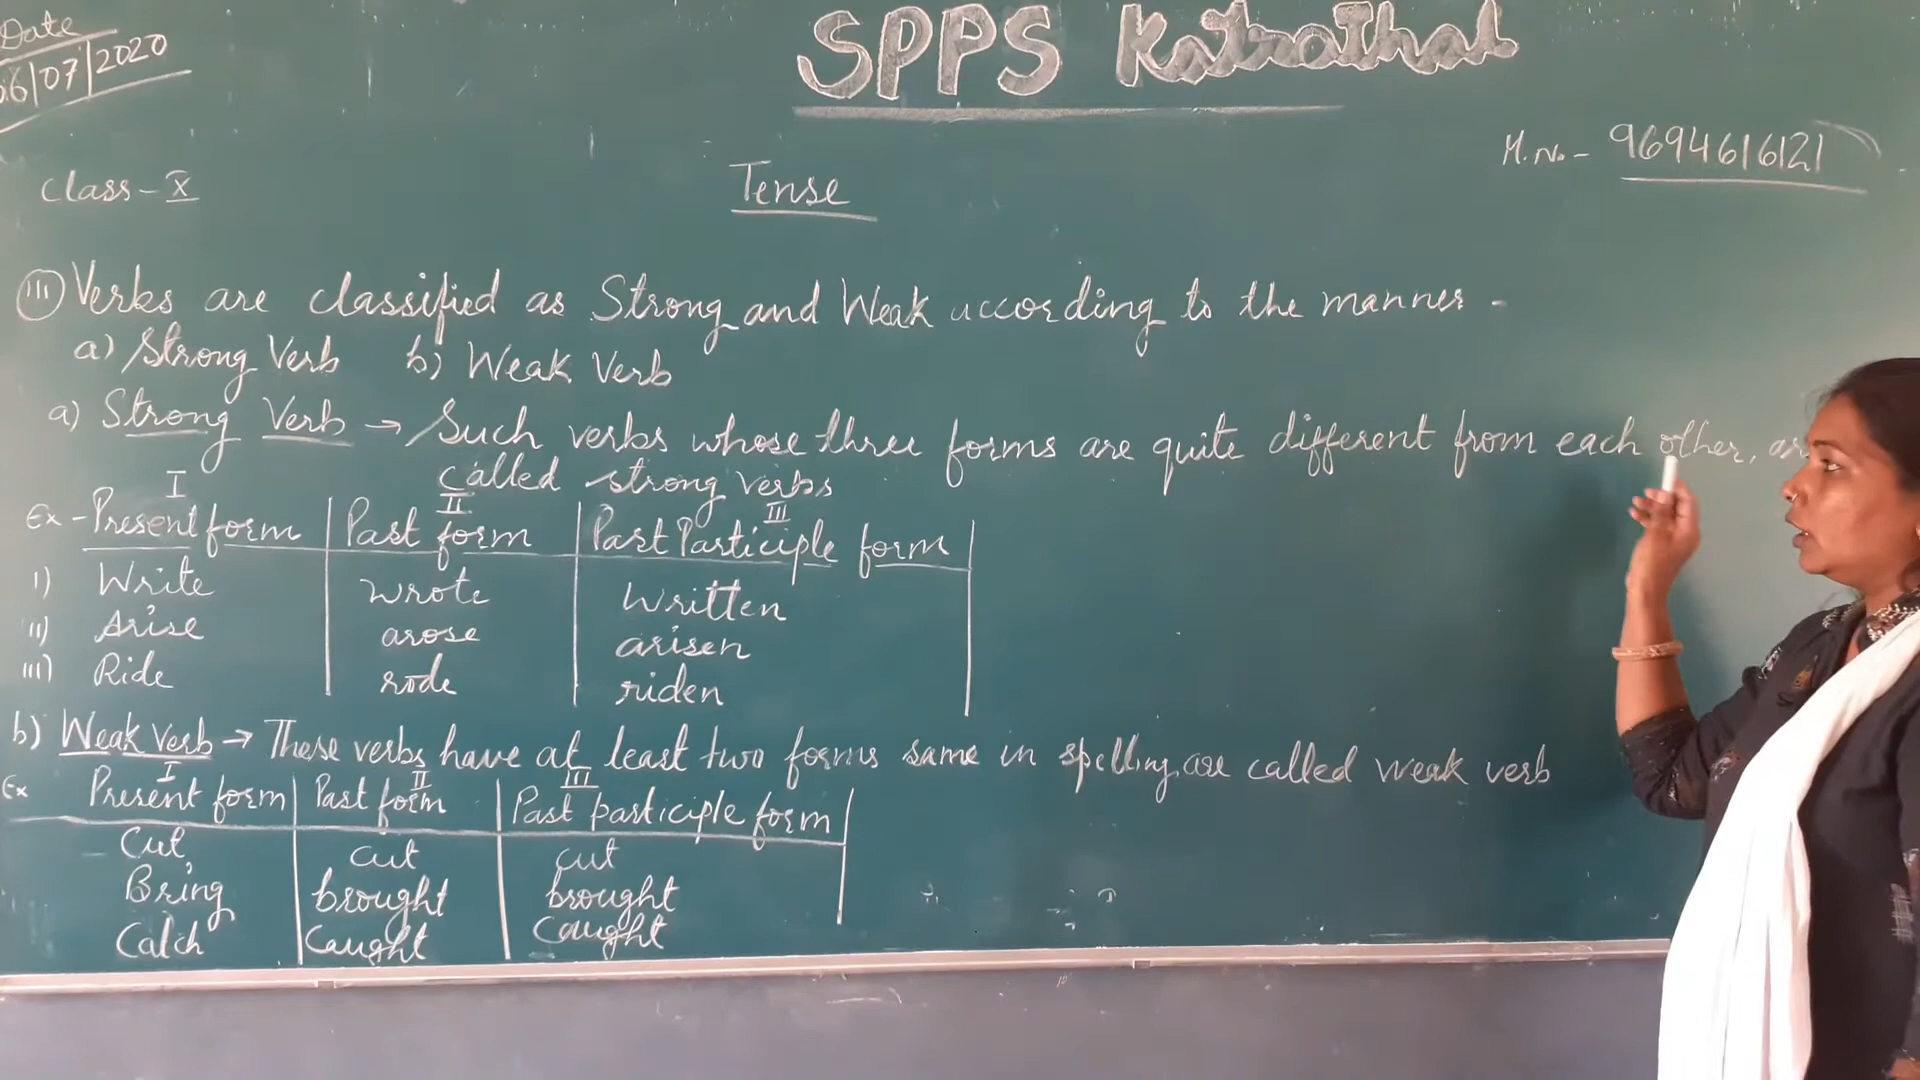 Date
06/07/2020
SPPS Katrathal
M.No.- 9694616121
Class - X
Tense
(III) Verbs are classified as Strong and Weak according to the manner -
a) Strong Verb b) Weak Verb
a) Strong Verb → Such verbs whose three forms are quite different from each other,
called strong verbs
I II III
Ex - Present form Past form Past Participle form
i) Write wrote written
ii) Arise arose arisen
iii) Ride rode riden
b) Weak verb → These verbs have at least two forms same in spelling, are called weak verb
I II III
Ex Present form Past form Past participle form
Cut, cut cut
Bring brought brought
Catch caught caught